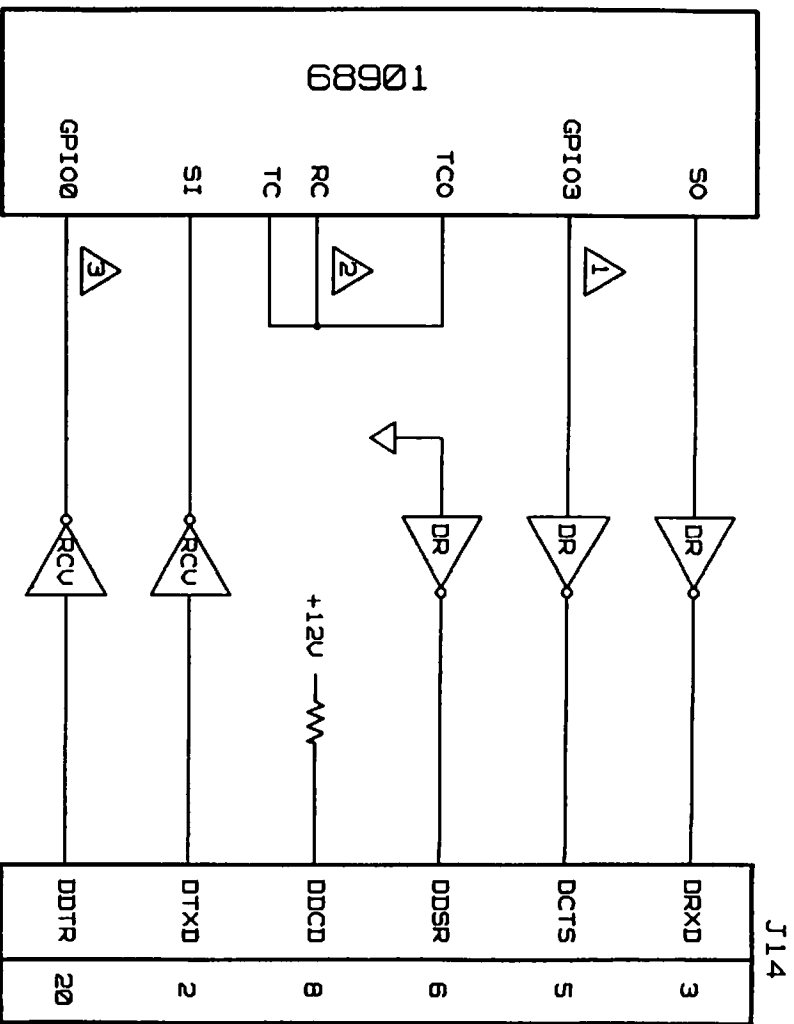 68901
SO
GPIO3
TCO
RC
TC
SI
GPIO0
1
2
3
DR
DR
DR
+12V
RCV
RCV
J14
DRXD 3
DCTS 5
DDSR 6
DDCD 8
DTXD 2
DDTR 20